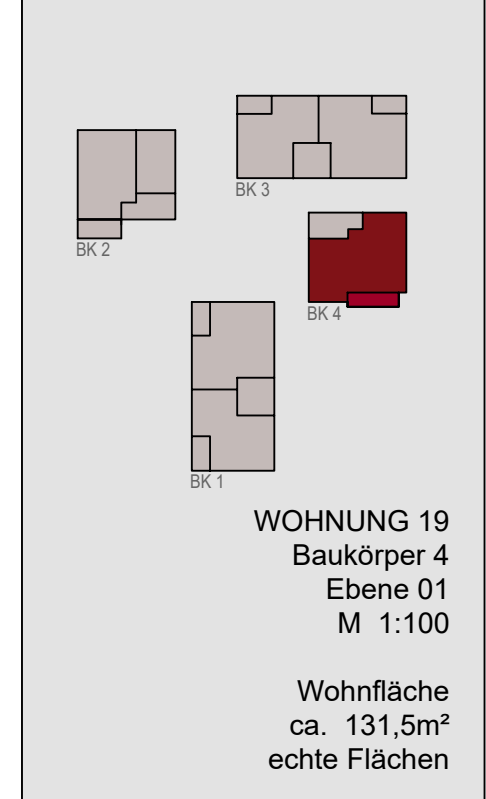 BK 3
BK 2
BK 4
BK 1
WOHNUNG 19
Baukörper 4
Ebene 01
M 1:100
Wohnfläche
ca. 131,5m²
echte Flächen